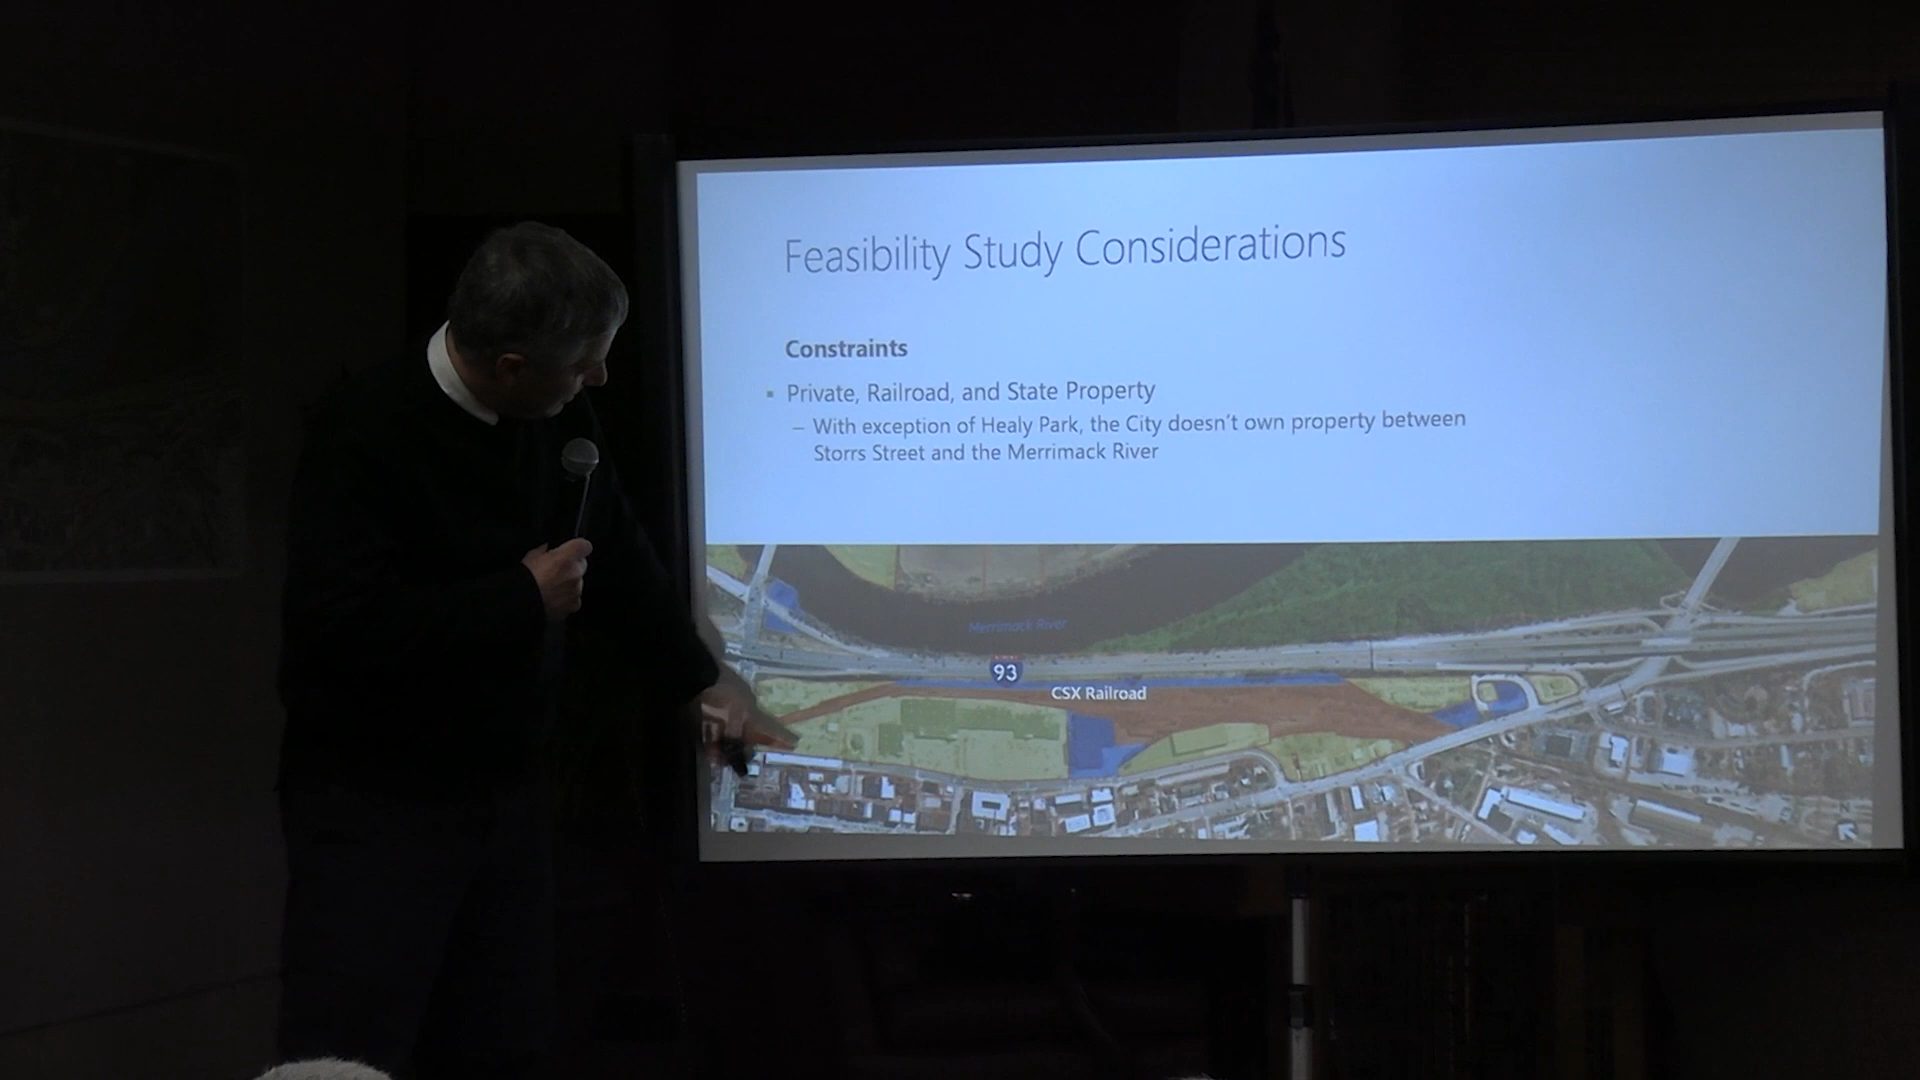 Feasibility Study Considerations
Constraints
▪ Private, Railroad, and State Property
– With exception of Healy Park, the City doesn't own property between
Storrs Street and the Merrimack River
Merrimack River
93
CSX Railroad
N